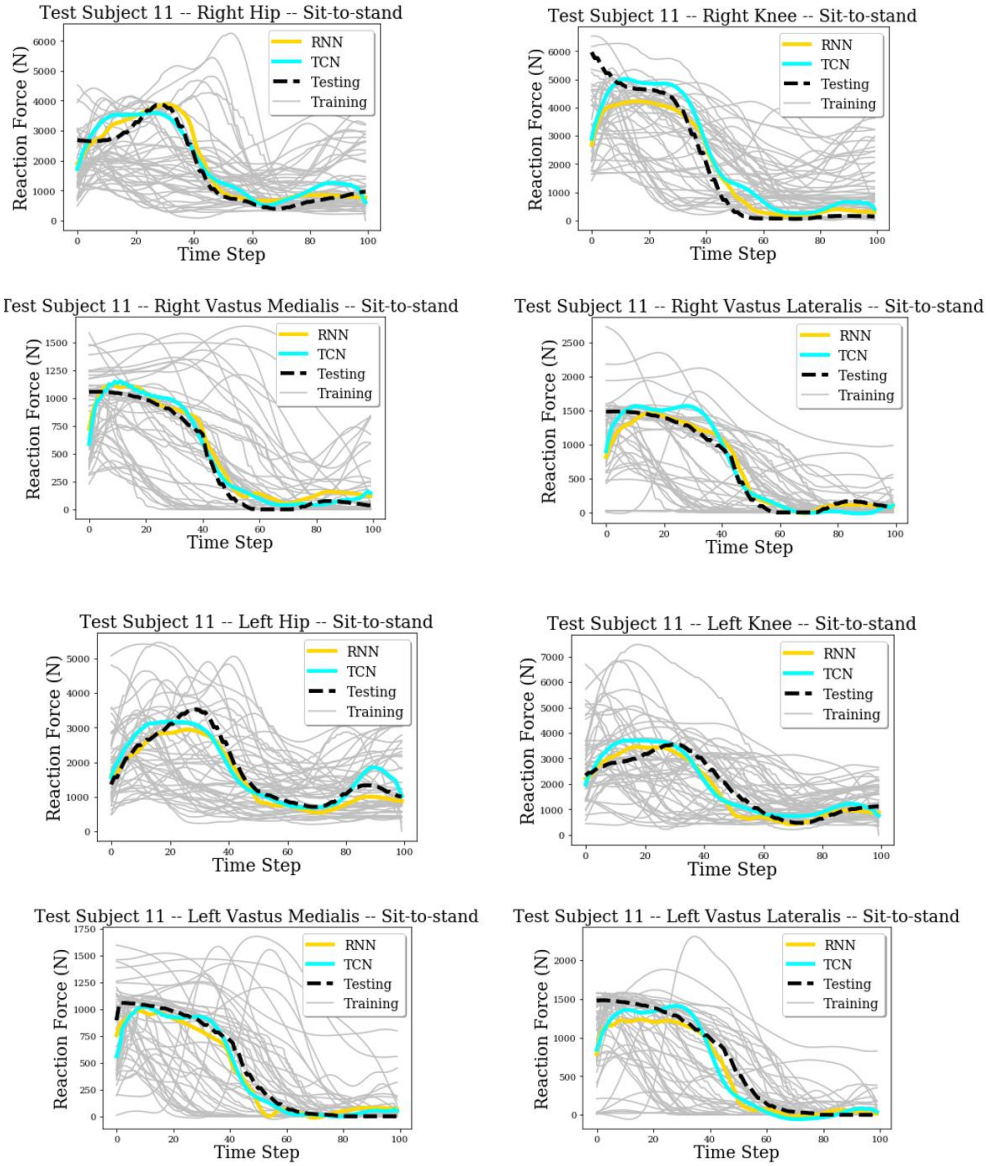 Test Subject 11 -- Right Hip -- Sit-to-stand
Reaction Force (N)
6000
5000
4000
3000
2000
1000
0
RNN
TCN
Testing
Training
0 20 40 60 80 100
Time Step
Test Subject 11 -- Right Knee -- Sit-to-stand
Reaction Force (N)
6000
5000
4000
3000
2000
1000
0
RNN
TCN
Testing
Training
0 20 40 60 80 100
Time Step
Test Subject 11 -- Right Vastus Medialis -- Sit-to-stand
Reaction Force (N)
1500
1250
1000
750
500
250
0
RNN
TCN
Testing
Training
0 20 40 60 80 100
Time Step
Test Subject 11 -- Right Vastus Lateralis -- Sit-to-stand
Reaction Force (N)
2500
2000
1500
1000
500
0
RNN
TCN
Testing
Training
0 20 40 60 80 100
Time Step
Test Subject 11 -- Left Hip -- Sit-to-stand
Reaction Force (N)
5000
4000
3000
2000
1000
0
RNN
TCN
Testing
Training
0 20 40 60 80 100
Time Step
Test Subject 11 -- Left Knee -- Sit-to-stand
Reaction Force (N)
7000
6000
5000
4000
3000
2000
1000
0
RNN
TCN
Testing
Training
0 20 40 60 80 100
Time Step
Test Subject 11 -- Left Vastus Medialis -- Sit-to-stand
Reaction Force (N)
1750
1500
1250
1000
750
500
250
0
RNN
TCN
Testing
Training
0 20 40 60 80 100
Time Step
Test Subject 11 -- Left Vastus Lateralis -- Sit-to-stand
Reaction Force (N)
2000
1500
1000
500
0
RNN
TCN
Testing
Training
0 20 40 60 80 100
Time Step